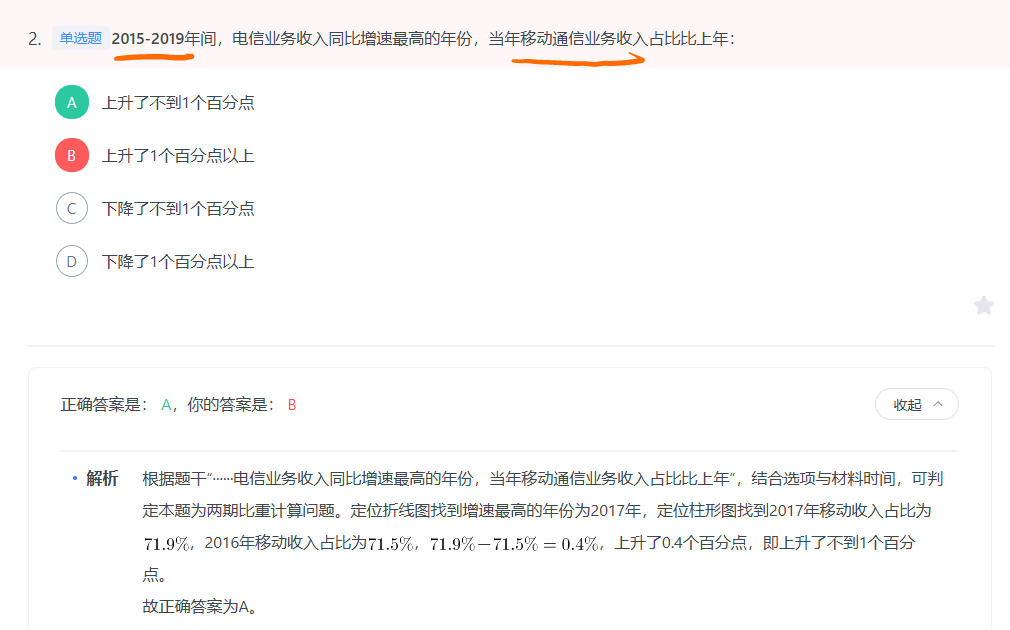 2. 单选题 2015-2019年间，电信业务收入同比增速最高的年份，当年移动通信业务收入占比比上年：
A 上升了不到1个百分点
B 上升了1个百分点以上
C 下降了不到1个百分点
D 下降了1个百分点以上
正确答案是： A，你的答案是： B
收起
解析 根据题干“……电信业务收入同比增速最高的年份，当年移动通信业务收入占比比上年”，结合选项与材料时间，可判
定本题为两期比重计算问题。定位折线图找到增速最高的年份为2017年，定位柱形图找到2017年移动收入占比为
71.9%，2016年移动收入占比为71.5%，71.9%−71.5% = 0.4%，上升了0.4个百分点，即上升了不到1个百分
点。
故正确答案为A。